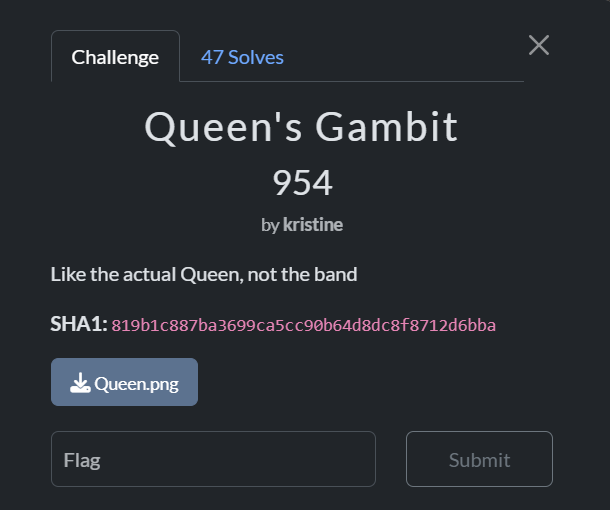 Challenge
47 Solves
Queen's Gambit
954
by kristine
Like the actual Queen, not the band
SHA1: 819b1c887ba3699ca5cc90b64d8dc8f8712d6bba
Queen.png
Flag
Submit